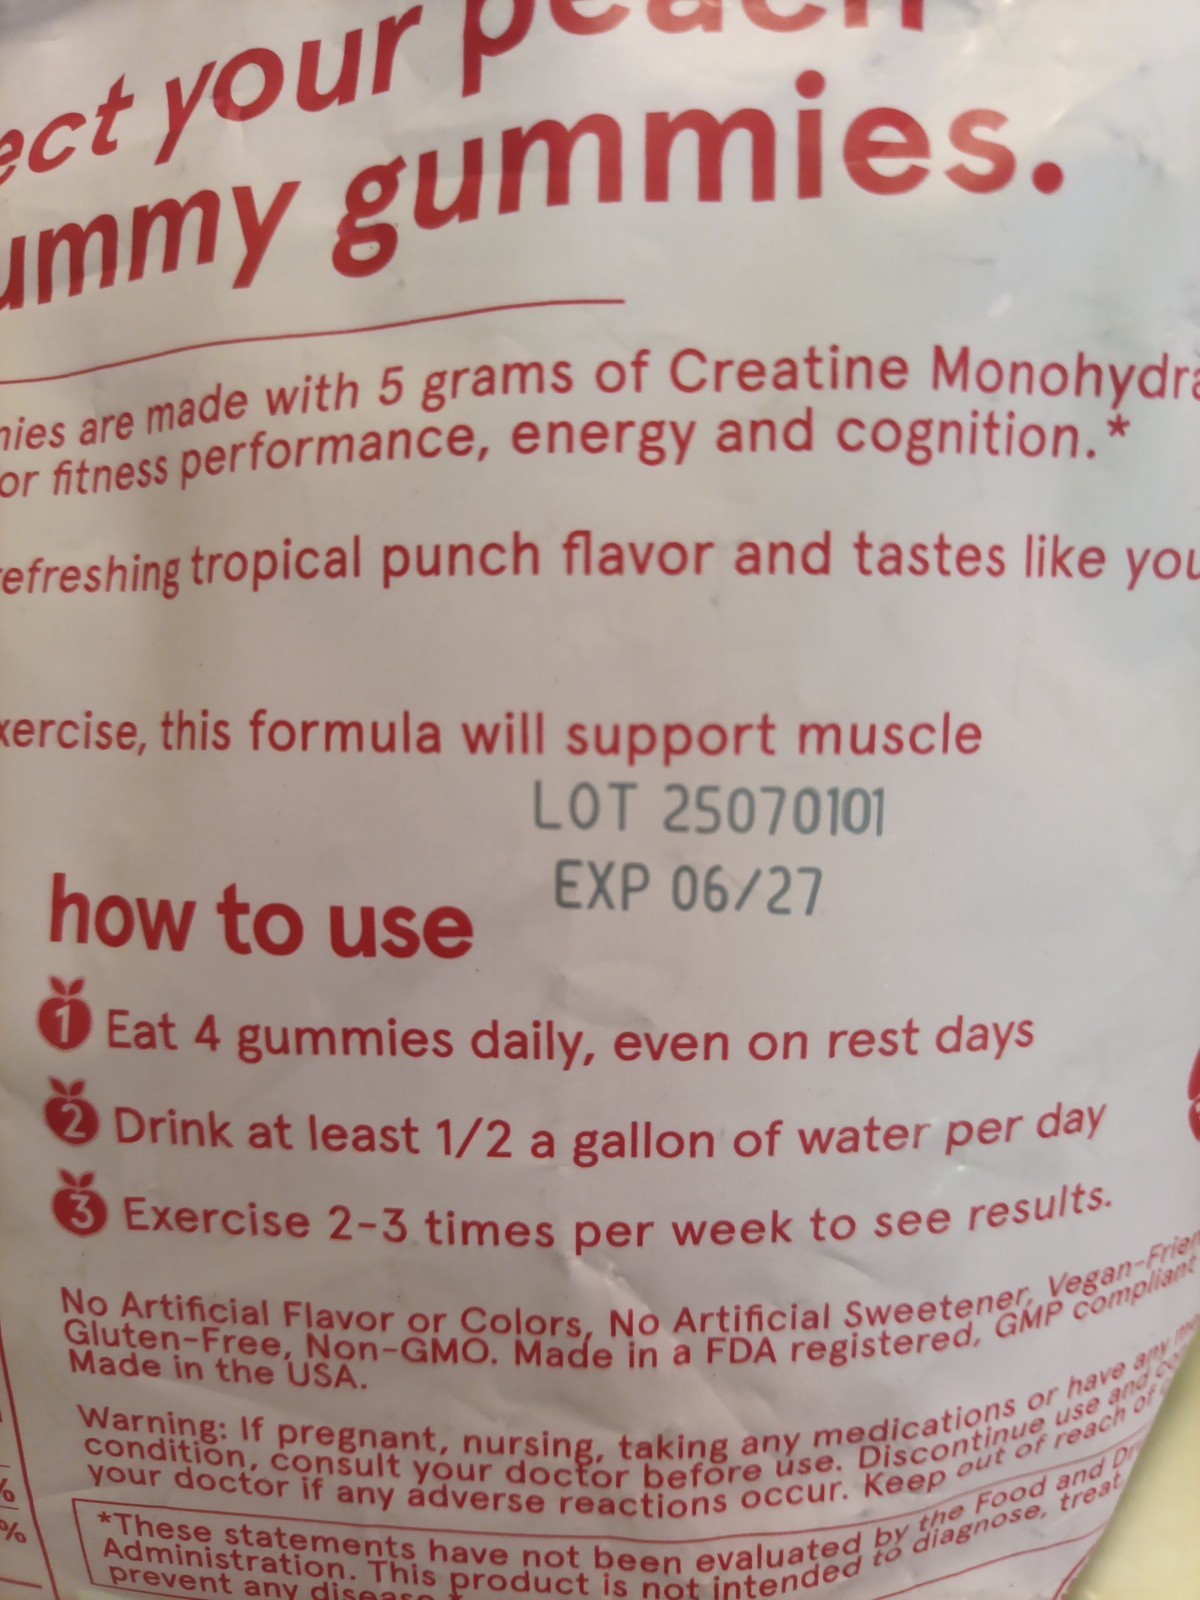 ect your peach
ummy gummies.
mies are made with 5 grams of Creatine Monohydra
or fitness performance, energy and cognition.*
refreshing tropical punch flavor and tastes like you
xercise, this formula will support muscle
LOT 25070101
EXP 06/27
how to use
1 Eat 4 gummies daily, even on rest days
2 Drink at least 1/2 a gallon of water per day
3 Exercise 2-3 times per week to see results.
No Artificial Flavor or Colors, No Artificial Sweetener, Vegan-Frien
Gluten-Free, Non-GMO. Made in a FDA registered, GMP compliant
Made in the USA.
Warning: If pregnant, nursing, taking any medications or have any
condition, consult your doctor before use. Discontinue use and
your doctor if any adverse reactions occur. Keep out of reach of
*These statements have not been evaluated by the Food and Dr
Administration. This product is not intended to diagnose, treat,
prevent any disease.*
%
%